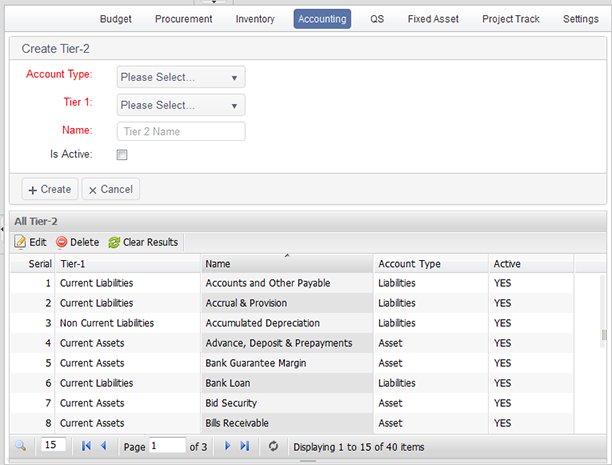 Budget Procurement Inventory Accounting QS Fixed Asset Project Track Settings
Create Tier-2
Account Type: Please Select...
Tier 1: Please Select...
Name: Tier 2 Name
Is Active:
+ Create × Cancel
All Tier-2
Edit Delete Clear Results
Serial Tier-1 Name Account Type Active
1 Current Liabilities Accounts and Other Payable Liabilities YES
2 Current Liabilities Accrual & Provision Liabilities YES
3 Non Current Liabilities Accumulated Depreciation Liabilities YES
4 Current Assets Advance, Deposit & Prepayments Asset YES
5 Current Assets Bank Guarantee Margin Asset YES
6 Current Liabilities Bank Loan Liabilities YES
7 Current Assets Bid Security Asset YES
8 Current Assets Bills Receivable Asset YES
15 Page 1 of 3 Displaying 1 to 15 of 40 items